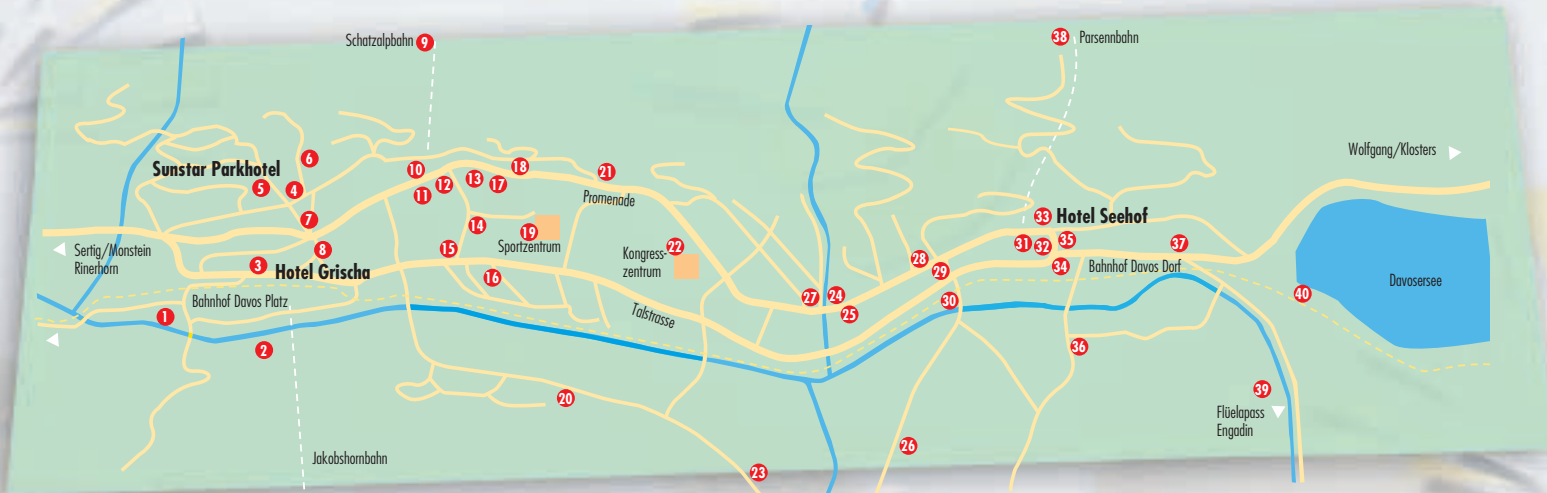 Schatzalpbahn 9
38 Parsennbahn
Wolfgang/Klosters
6
Sunstar Parkhotel
5
4
7
8
3
Hotel Grischa
Sertig/Monstein
Rinerhorn
Bahnhof Davos Platz
1
2
Jakobshornbahn
10
11
12
13
17
18
21
Promenade
14
15
16
19
Sportzentrum
22
Kongress-
zentrum
Talstrasse
20
23
27
24
25
28
29
30
26
33 Hotel Seehof
31
32
35
34
37
Bahnhof Davos Dorf
36
40
Davosersee
39
Flüelapass
Engadin